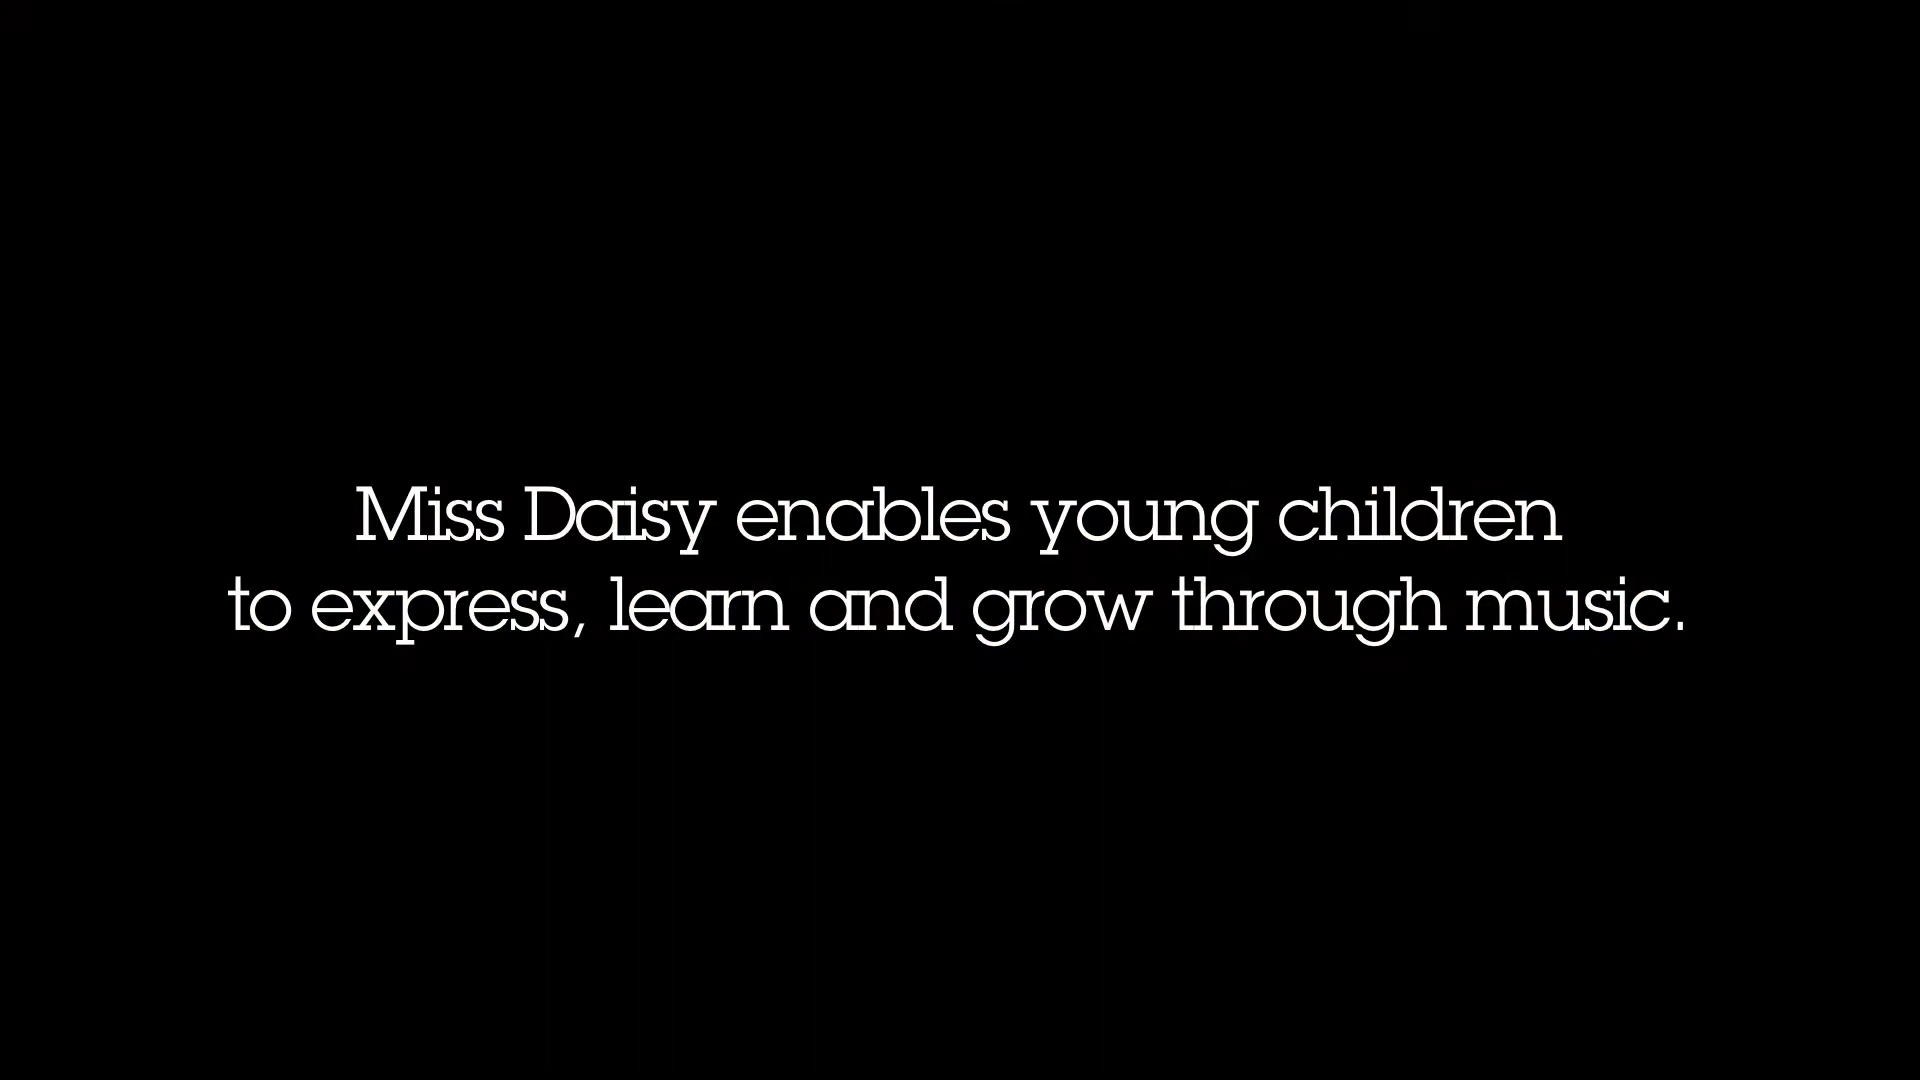 Miss Daisy enables young children
to express, learn and grow through music.